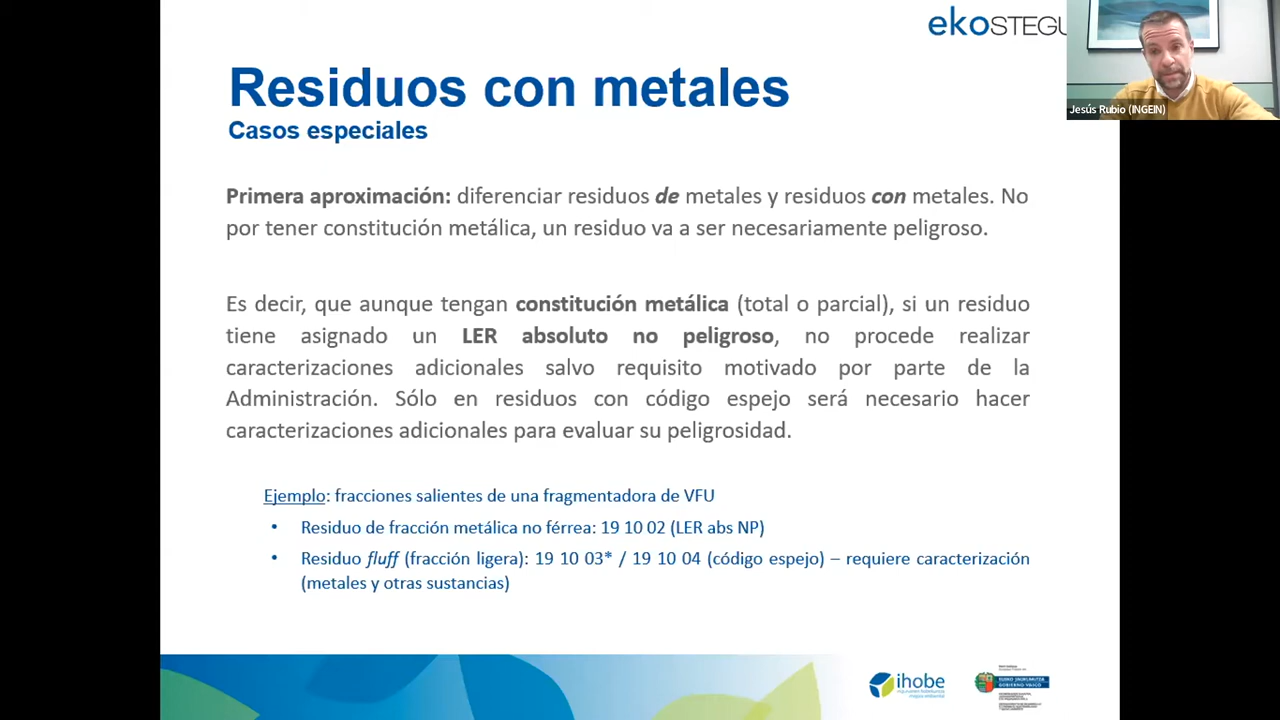 ekoSTEGU
Jesús Rubio (INGEIN)
Residuos con metales
Casos especiales
Primera aproximación: diferenciar residuos de metales y residuos con metales. No
por tener constitución metálica, un residuo va a ser necesariamente peligroso.
Es decir, que aunque tengan constitución metálica (total o parcial), si un residuo
tiene asignado un LER absoluto no peligroso, no procede realizar
caracterizaciones adicionales salvo requisito motivado por parte de la
Administración. Sólo en residuos con código espejo será necesario hacer
caracterizaciones adicionales para evaluar su peligrosidad.
Ejemplo: fracciones salientes de una fragmentadora de VFU
• Residuo de fracción metálica no férrea: 19 10 02 (LER abs NP)
• Residuo fluff (fracción ligera): 19 10 03* / 19 10 04 (código espejo) – requiere caracterización
(metales y otras sustancias)
ihobe
EUSKO JAURLARITZA
GOBIERNO VASCO